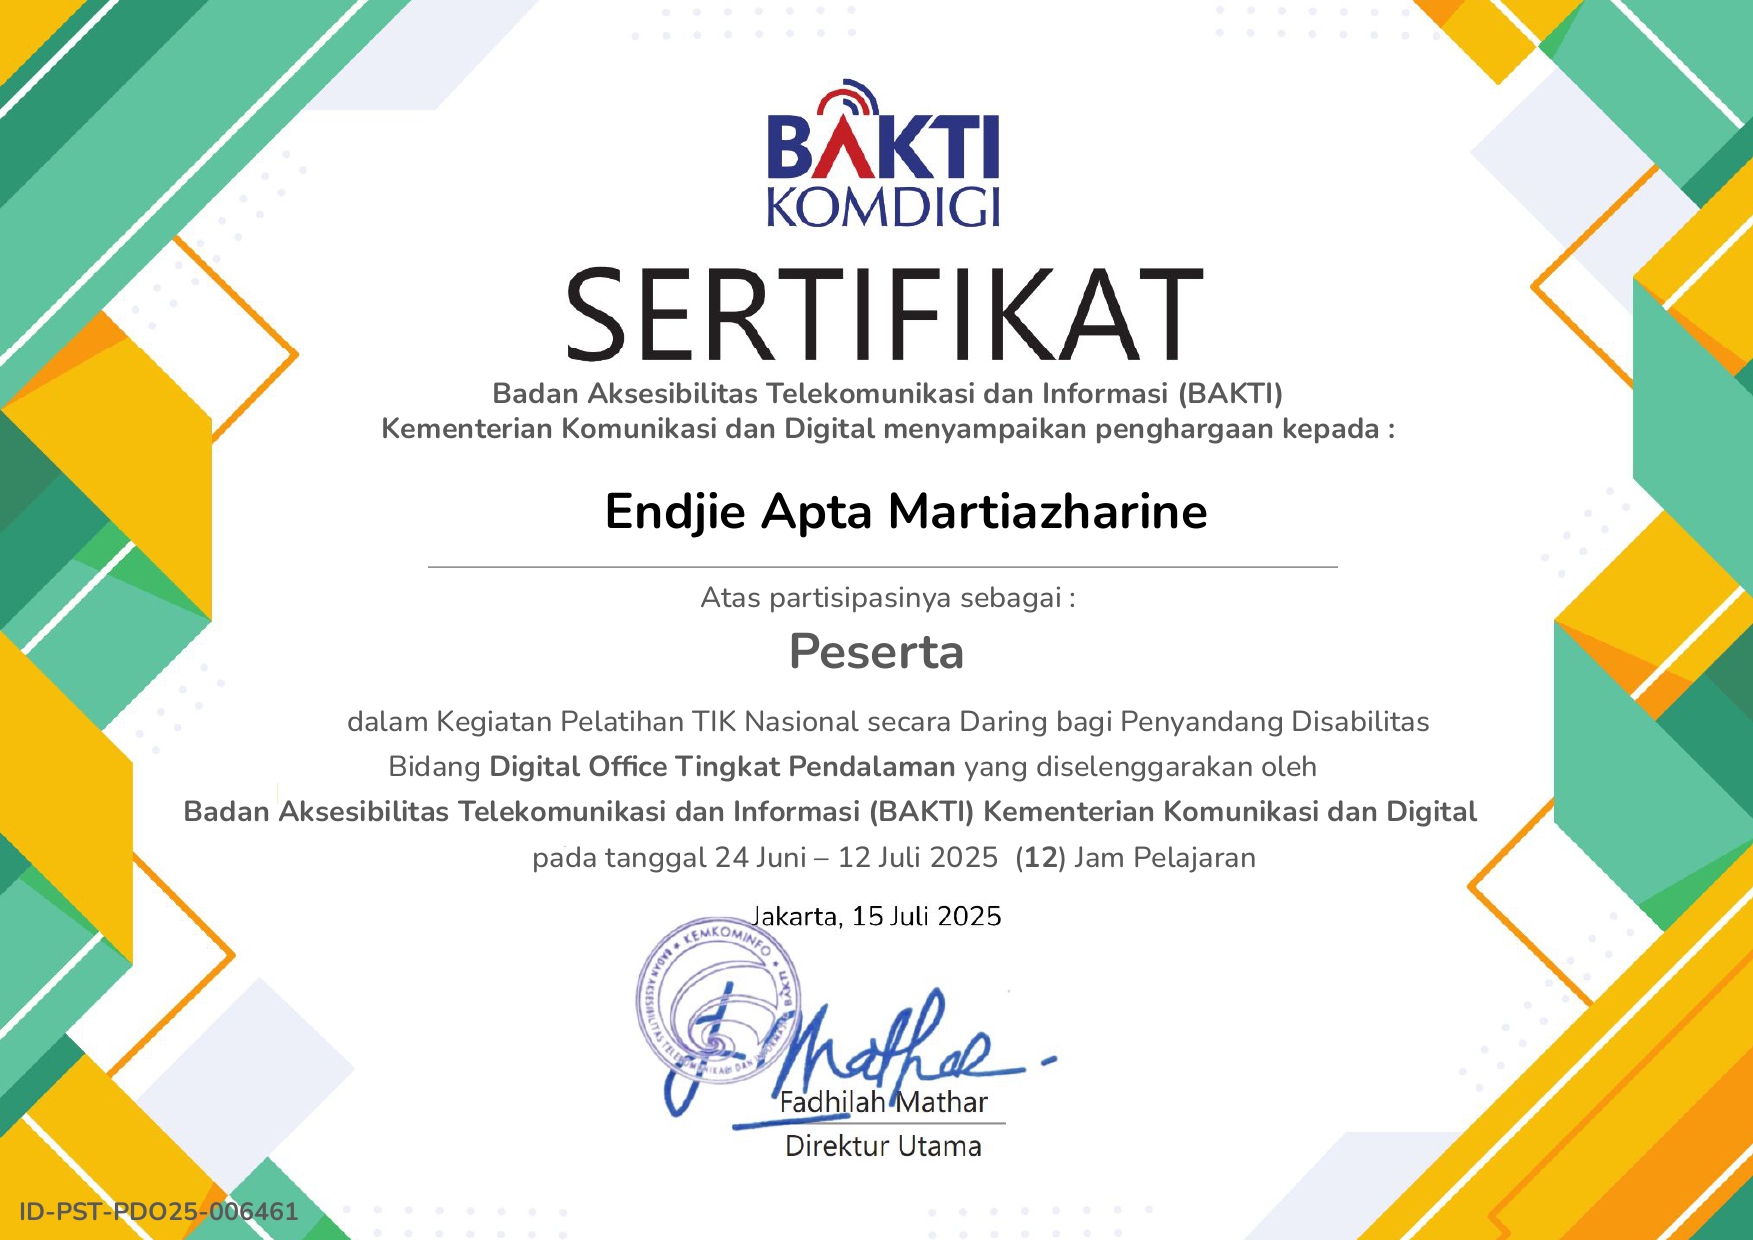 BAKTI
KOMDIGI
SERTIFIKAT
Badan Aksesibilitas Telekomunikasi dan Informasi (BAKTI)
Kementerian Komunikasi dan Digital menyampaikan penghargaan kepada :
Endjie Apta Martiazharine
Atas partisipasinya sebagai :
Peserta
dalam Kegiatan Pelatihan TIK Nasional secara Daring bagi Penyandang Disabilitas
Bidang Digital Office Tingkat Pendalaman yang diselenggarakan oleh
Badan Aksesibilitas Telekomunikasi dan Informasi (BAKTI) Kementerian Komunikasi dan Digital
pada tanggal 24 Juni – 12 Juli 2025 (12) Jam Pelajaran
Jakarta, 15 Juli 2025
KEMKOMINFO
BADAN AKSESIBILITAS TELEKOMUNIKASI DAN INFORMASI BAKTI
Mathar
Fadhilah Mathar
Direktur Utama
ID-PST-PDO25-006461